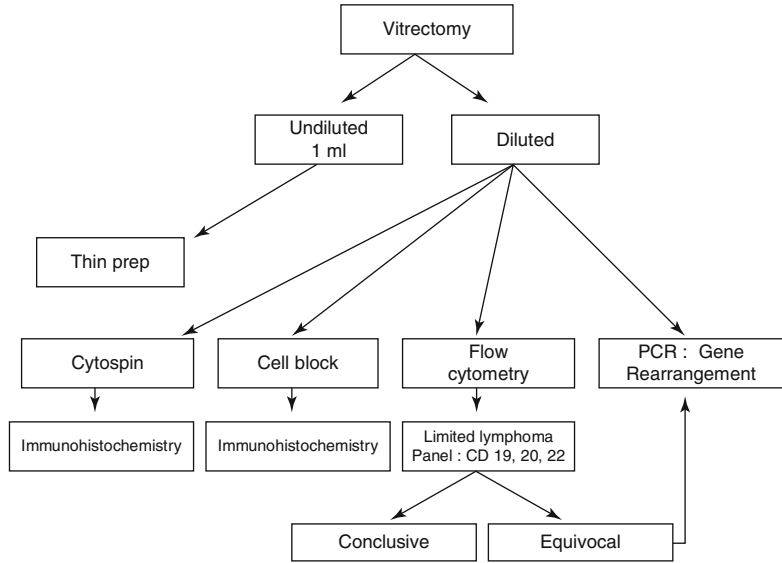 Vitrectomy
Undiluted
1 ml
Diluted
Thin prep
Cytospin
Cell block
Flow
cytometry
PCR : Gene
Rearrangement
Immunohistochemistry
Immunohistochemistry
Limited lymphoma
Panel : CD 19, 20, 22
Conclusive
Equivocal